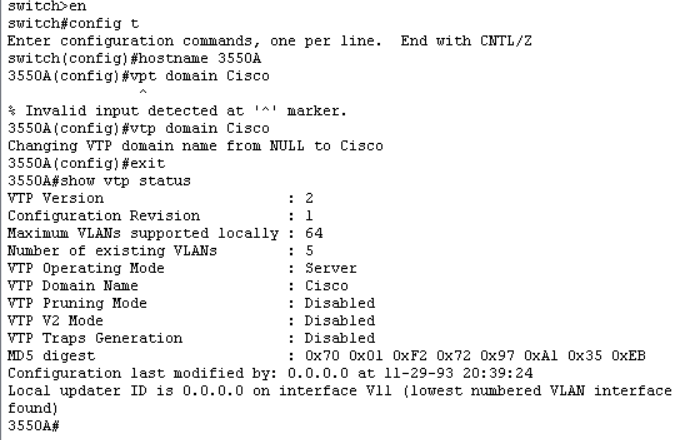 switch>en
switch#config t
Enter configuration commands, one per line.  End with CNTL/Z
switch(config)#hostname 3550A
3550A(config)#vpt domain Cisco
^
% Invalid input detected at '^' marker.
3550A(config)#vtp domain Cisco
Changing VTP domain name from NULL to Cisco
3550A(config)#exit
3550A#show vtp status
VTP Version                     : 2
Configuration Revision          : 1
Maximum VLANs supported locally : 64
Number of existing VLANs        : 5
VTP Operating Mode              : Server
VTP Domain Name                 : Cisco
VTP Pruning Mode                : Disabled
VTP V2 Mode                     : Disabled
VTP Traps Generation            : Disabled
MD5 digest                      : 0x70 0x01 0xF2 0x72 0x97 0xA1 0x35 0xEB
Configuration last modified by: 0.0.0.0 at 11-29-93 20:39:24
Local updater ID is 0.0.0.0 on interface Vl1 (lowest numbered VLAN interface
found)
3550A#